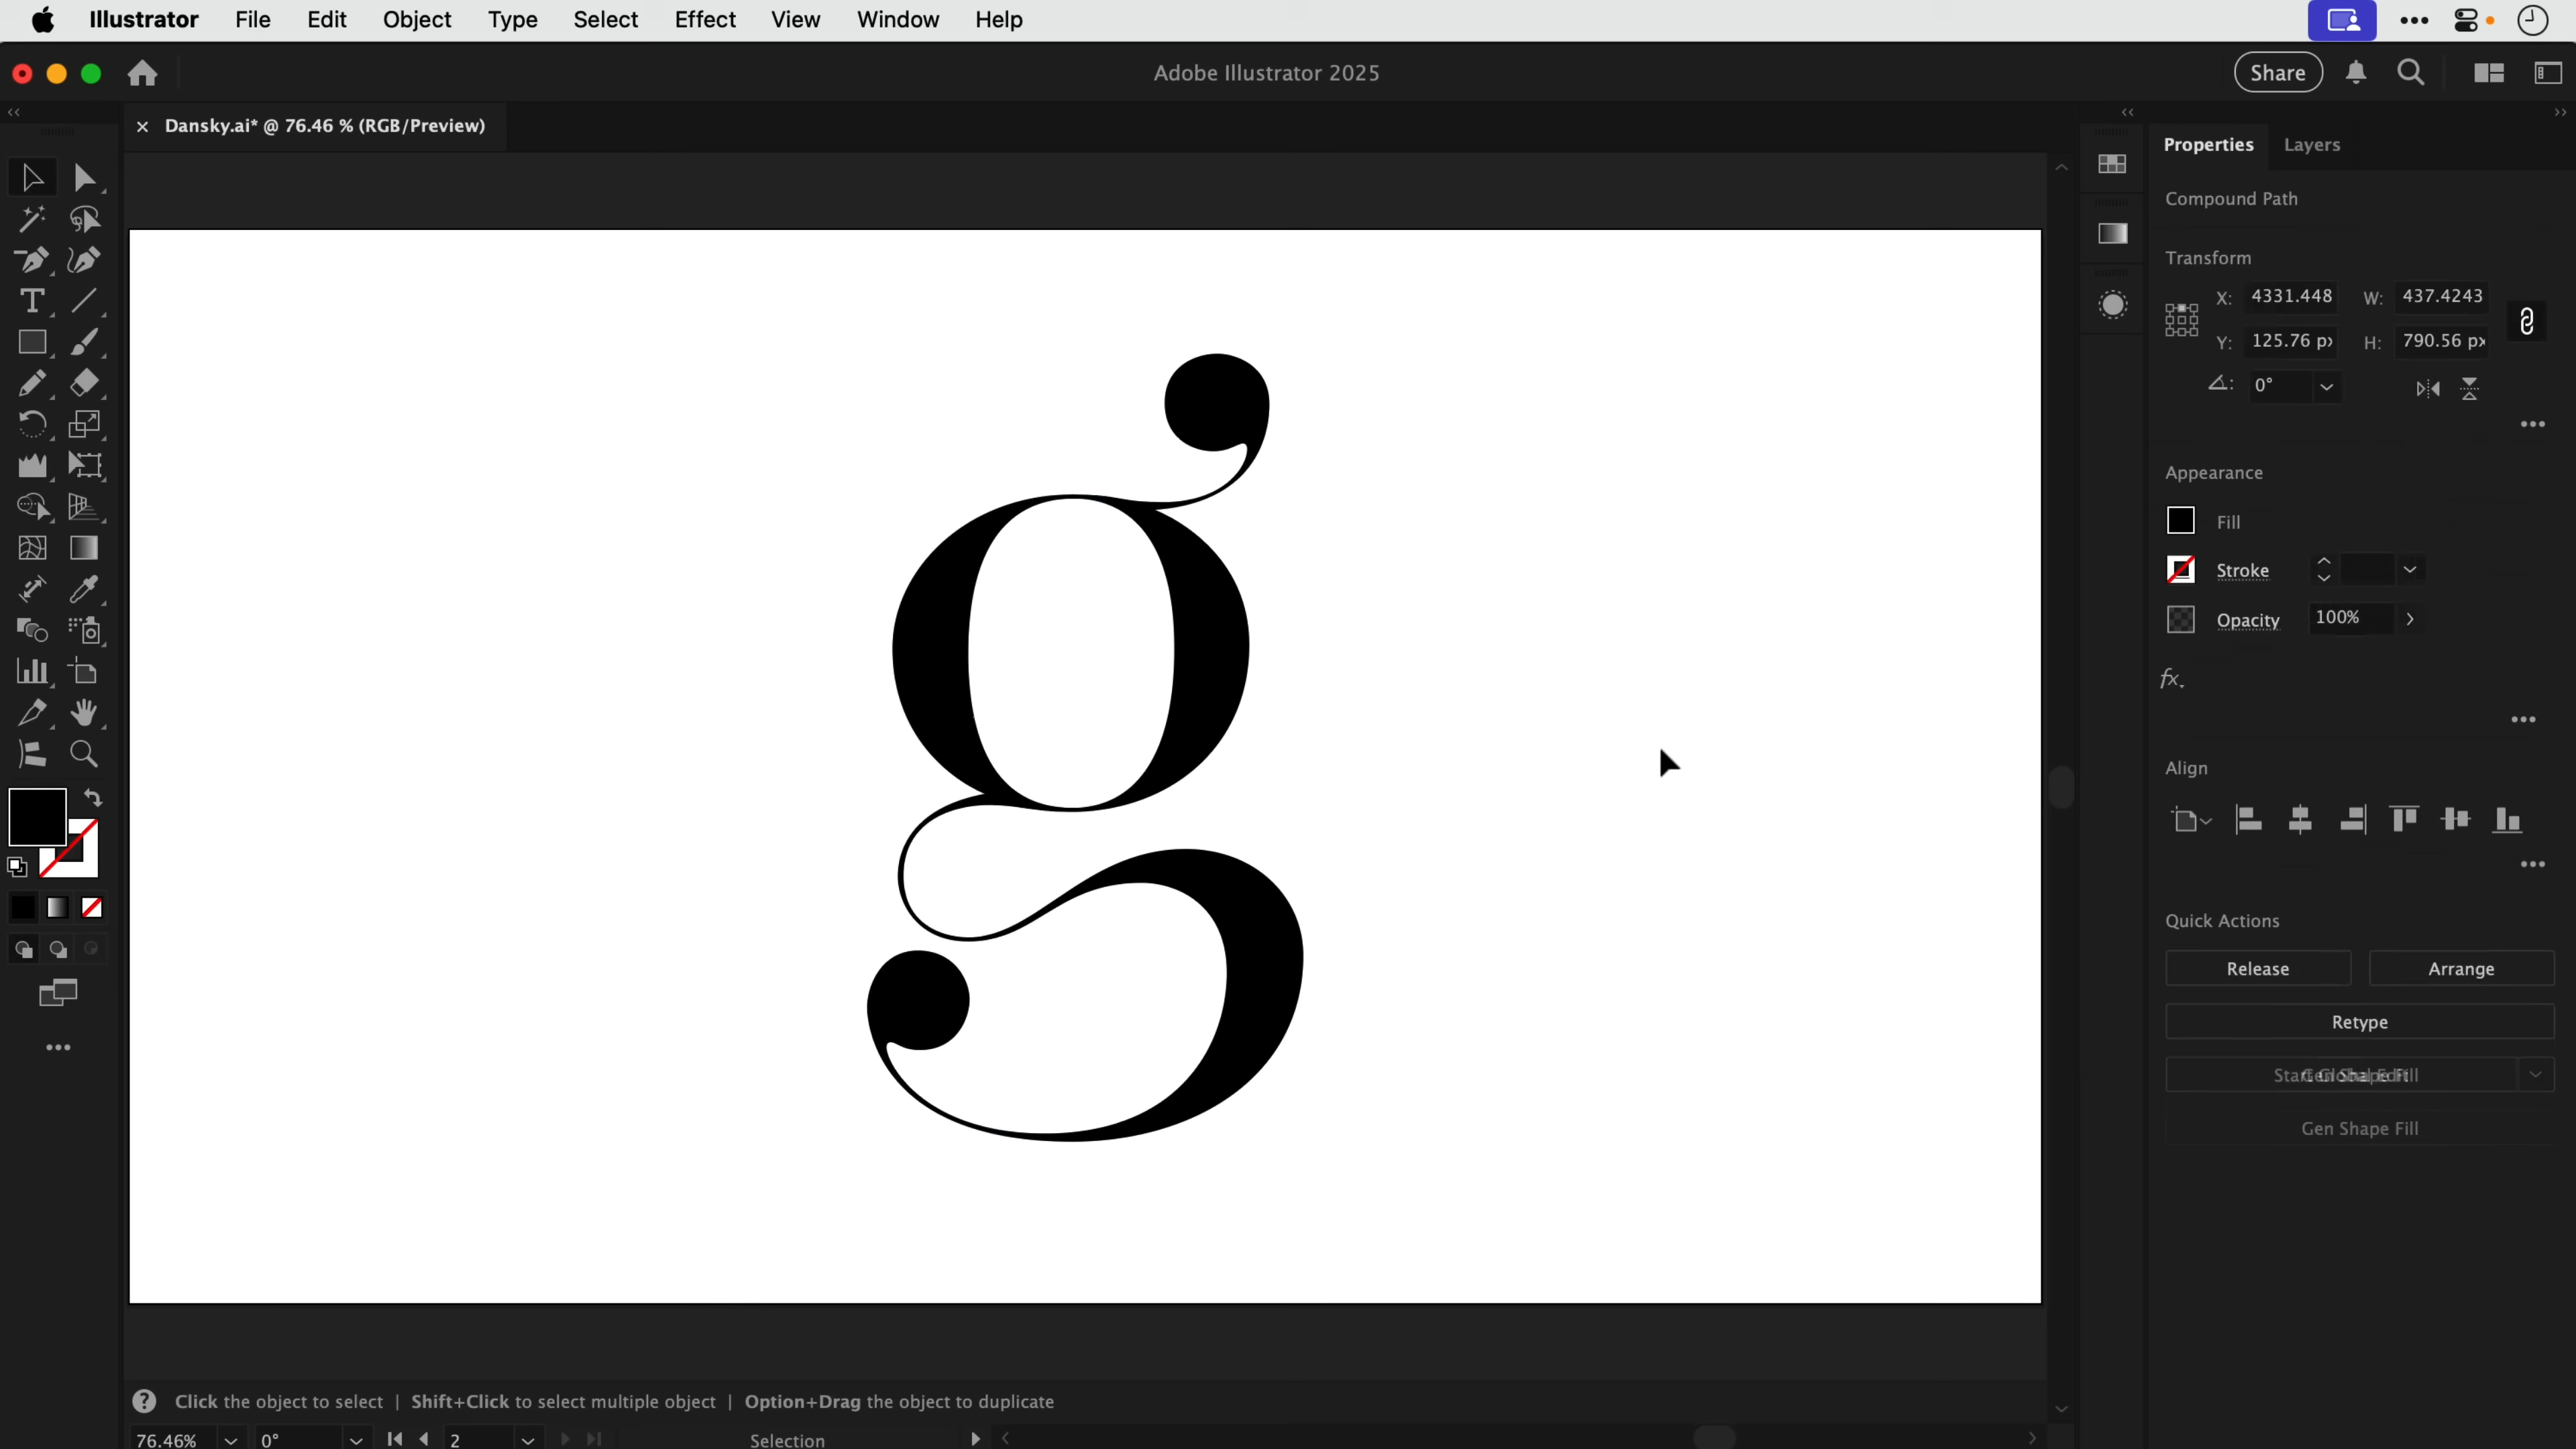 Illustrator File Edit Object Type Select Effect View Window Help
Adobe Illustrator 2025
Share
Dansky.ai* @ 76.46 % (RGB/Preview)
Properties Layers
Compound Path
Transform
X: 4331.448 W: 437.4243
Y: 125.76 px H: 790.56 px
0°
g
Appearance
Fill
Stroke
Opacity 100%
fx
Align
Quick Actions
Release Arrange
Retype
Gen Shape Fill
? Click the object to select | Shift+Click to select multiple object | Option+Drag the object to duplicate
76.46% 0° 2 Selection